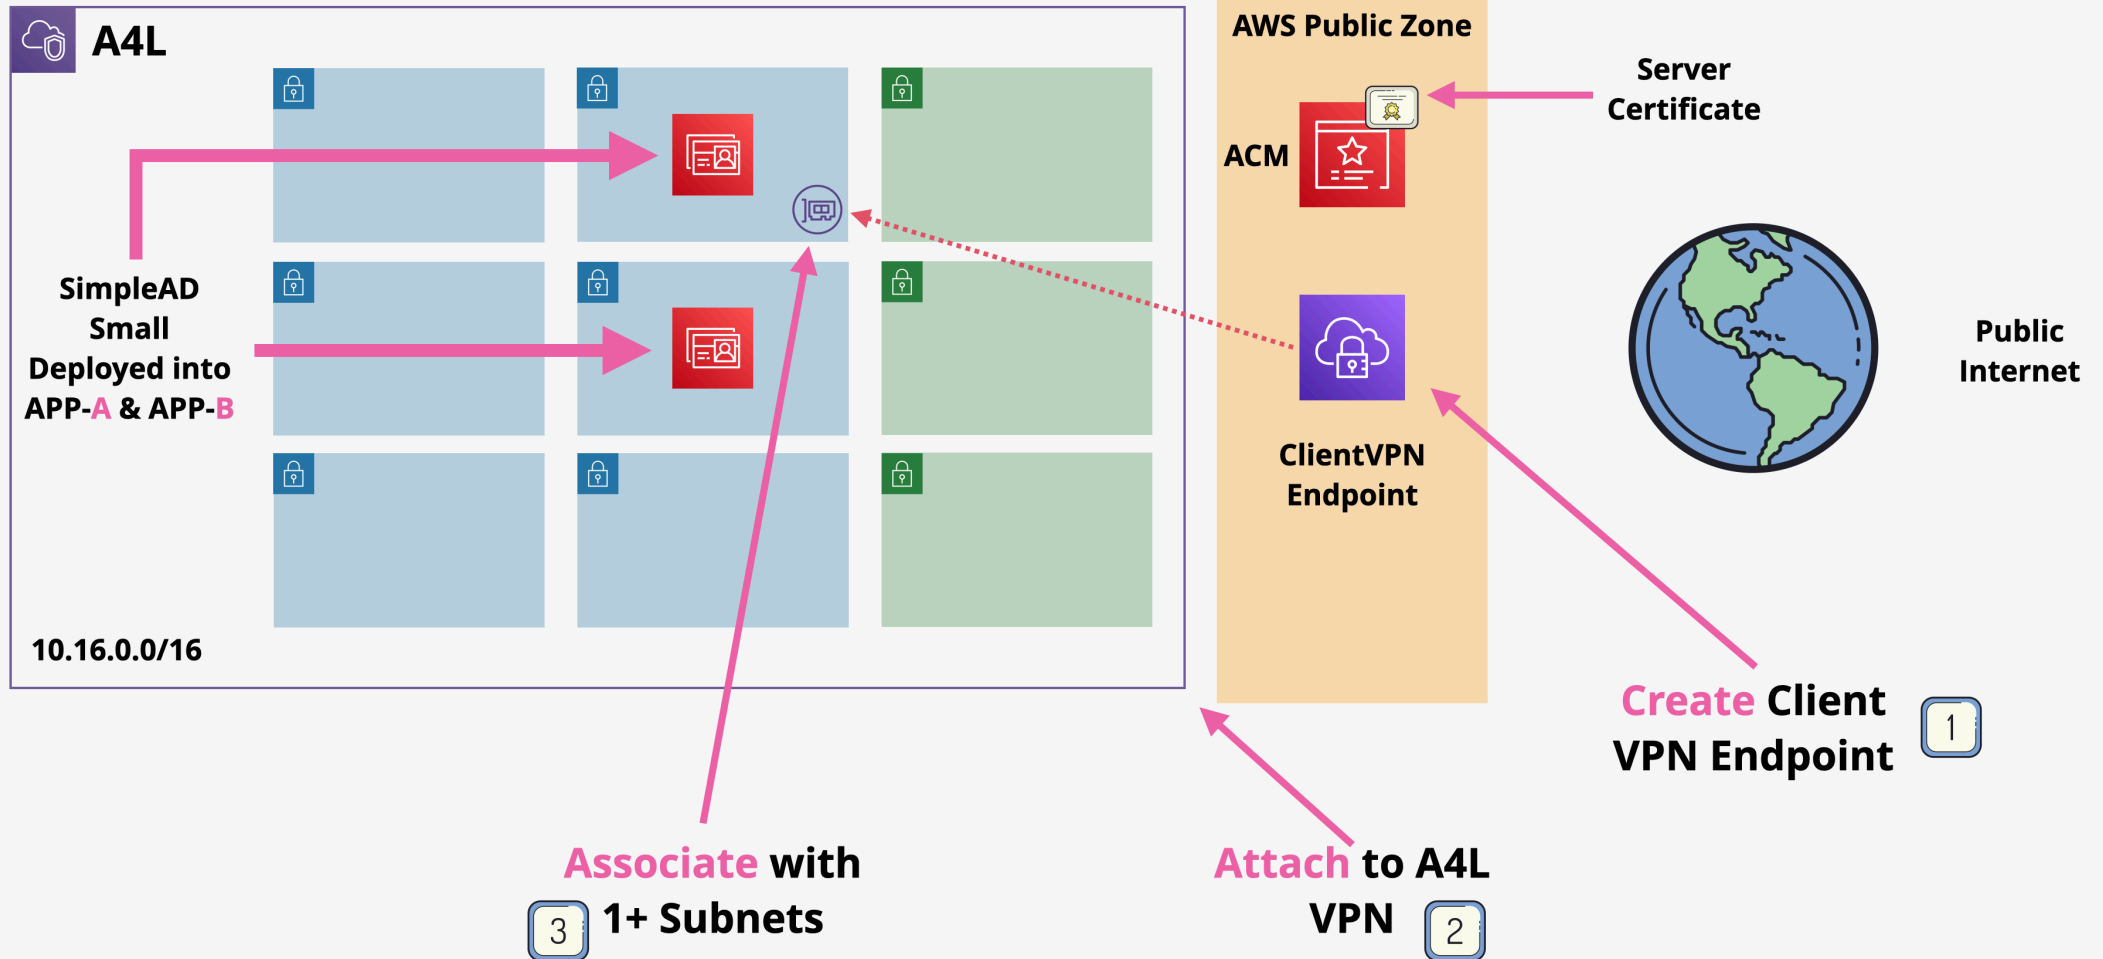 A4L
AWS Public Zone
Server
Certificate
ACM
SimpleAD
Small
Deployed into
APP-A & APP-B
Public
Internet
ClientVPN
Endpoint
10.16.0.0/16
Create Client
VPN Endpoint
1
Associate with
1+ Subnets
3
Attach to A4L
VPN
2